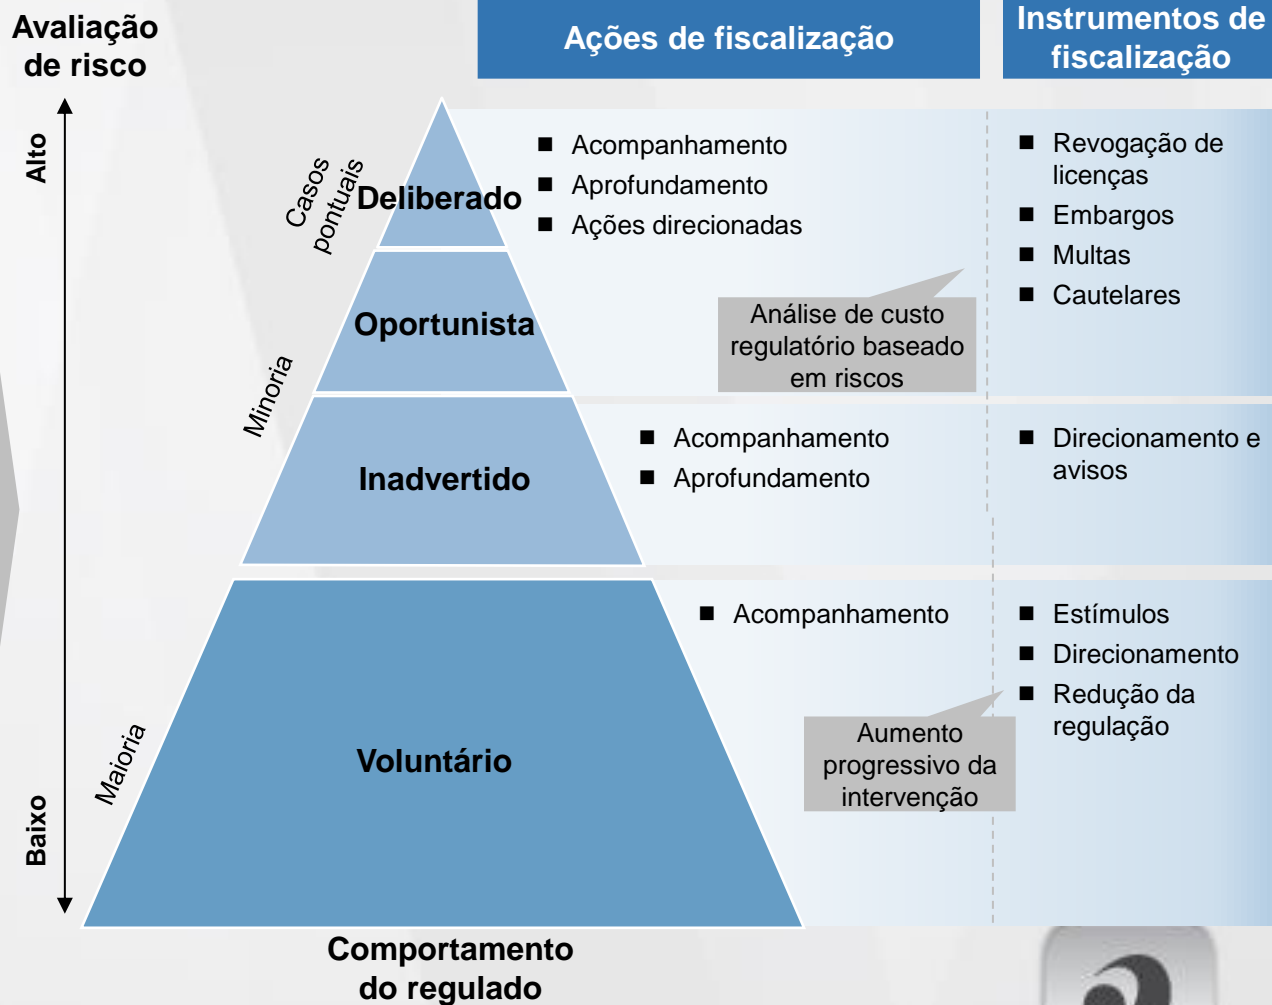 Avaliação
de risco
Ações de fiscalização
Instrumentos de
fiscalização
Alto
Casos
pontuais
Deliberado
■ Acompanhamento
■ Aprofundamento
■ Ações direcionadas
■ Revogação de
licenças
■ Embargos
■ Multas
■ Cautelares
Oportunista
Análise de custo
regulatório baseado
em riscos
Minoria
Inadvertido
■ Acompanhamento
■ Aprofundamento
■ Direcionamento e
avisos
Maioria
Voluntário
■ Acompanhamento
■ Estímulos
■ Direcionamento
■ Redução da
regulação
Aumento
progressivo da
intervenção
Baixo
Comportamento
do regulado